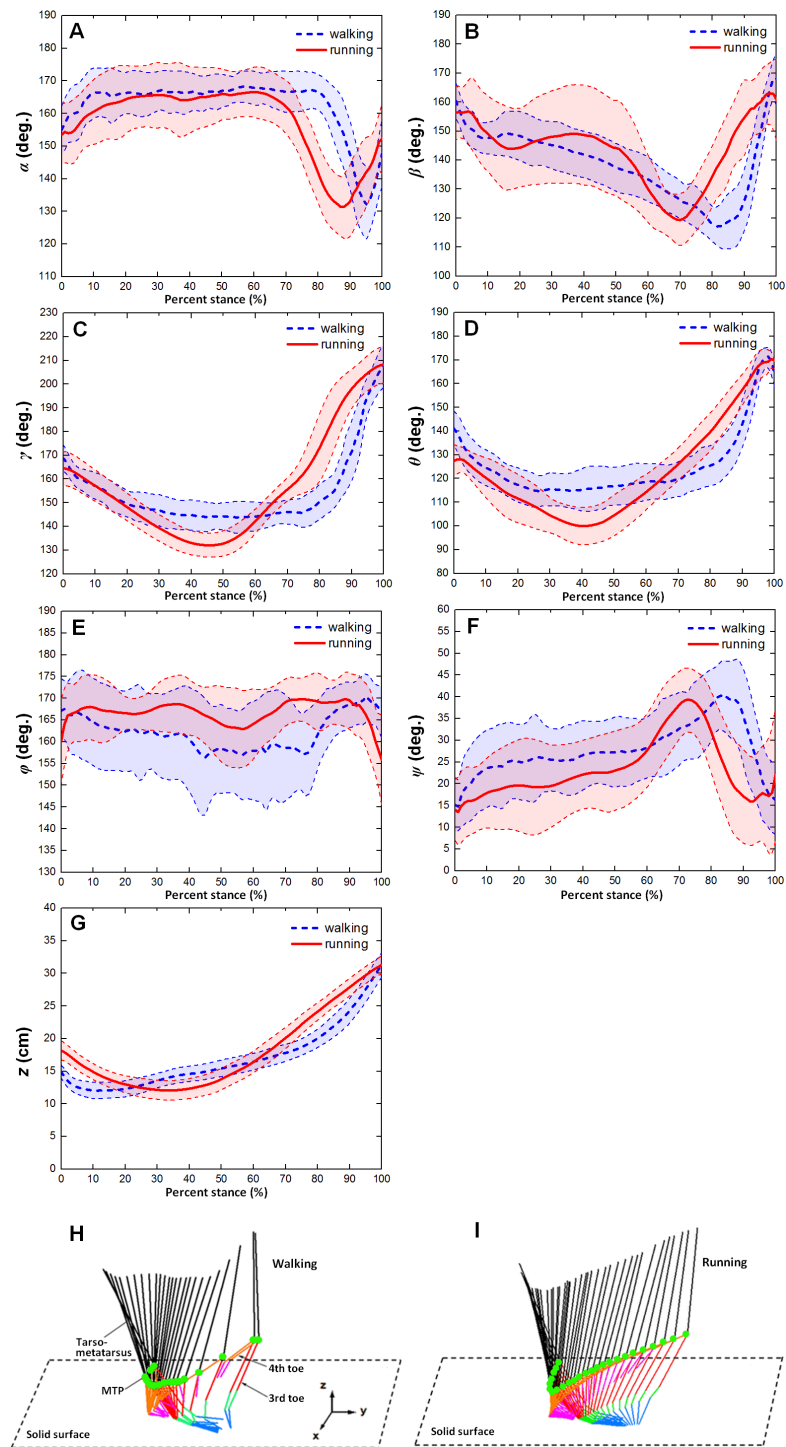 A
walking
running
190
180
170
160
150
140
130
120
110
α (deg.)
0 10 20 30 40 50 60 70 80 90 100
Percent stance (%)
B
walking
running
190
180
170
160
150
140
130
120
110
100
β (deg.)
0 10 20 30 40 50 60 70 80 90 100
Percent stance (%)
C
walking
running
230
220
210
200
190
180
170
160
150
140
130
120
γ (deg.)
0 10 20 30 40 50 60 70 80 90 100
Percent stance (%)
D
walking
running
190
180
170
160
150
140
130
120
110
100
90
80
θ (deg.)
0 10 20 30 40 50 60 70 80 90 100
Percent stance (%)
E
walking
running
190
185
180
175
170
165
160
155
150
145
140
135
130
φ (deg.)
0 10 20 30 40 50 60 70 80 90 100
Percent stance (%)
F
walking
running
60
55
50
45
40
35
30
25
20
15
10
5
0
ψ (deg.)
0 10 20 30 40 50 60 70 80 90 100
Percent stance (%)
G
walking
running
40
35
30
25
20
15
10
5
0
z (cm)
0 10 20 30 40 50 60 70 80 90 100
Percent stance (%)
H
Walking
Tarso-
metatarsus
MTP
4th toe
3rd toe
z
y
x
Solid surface
I
Running
Solid surface